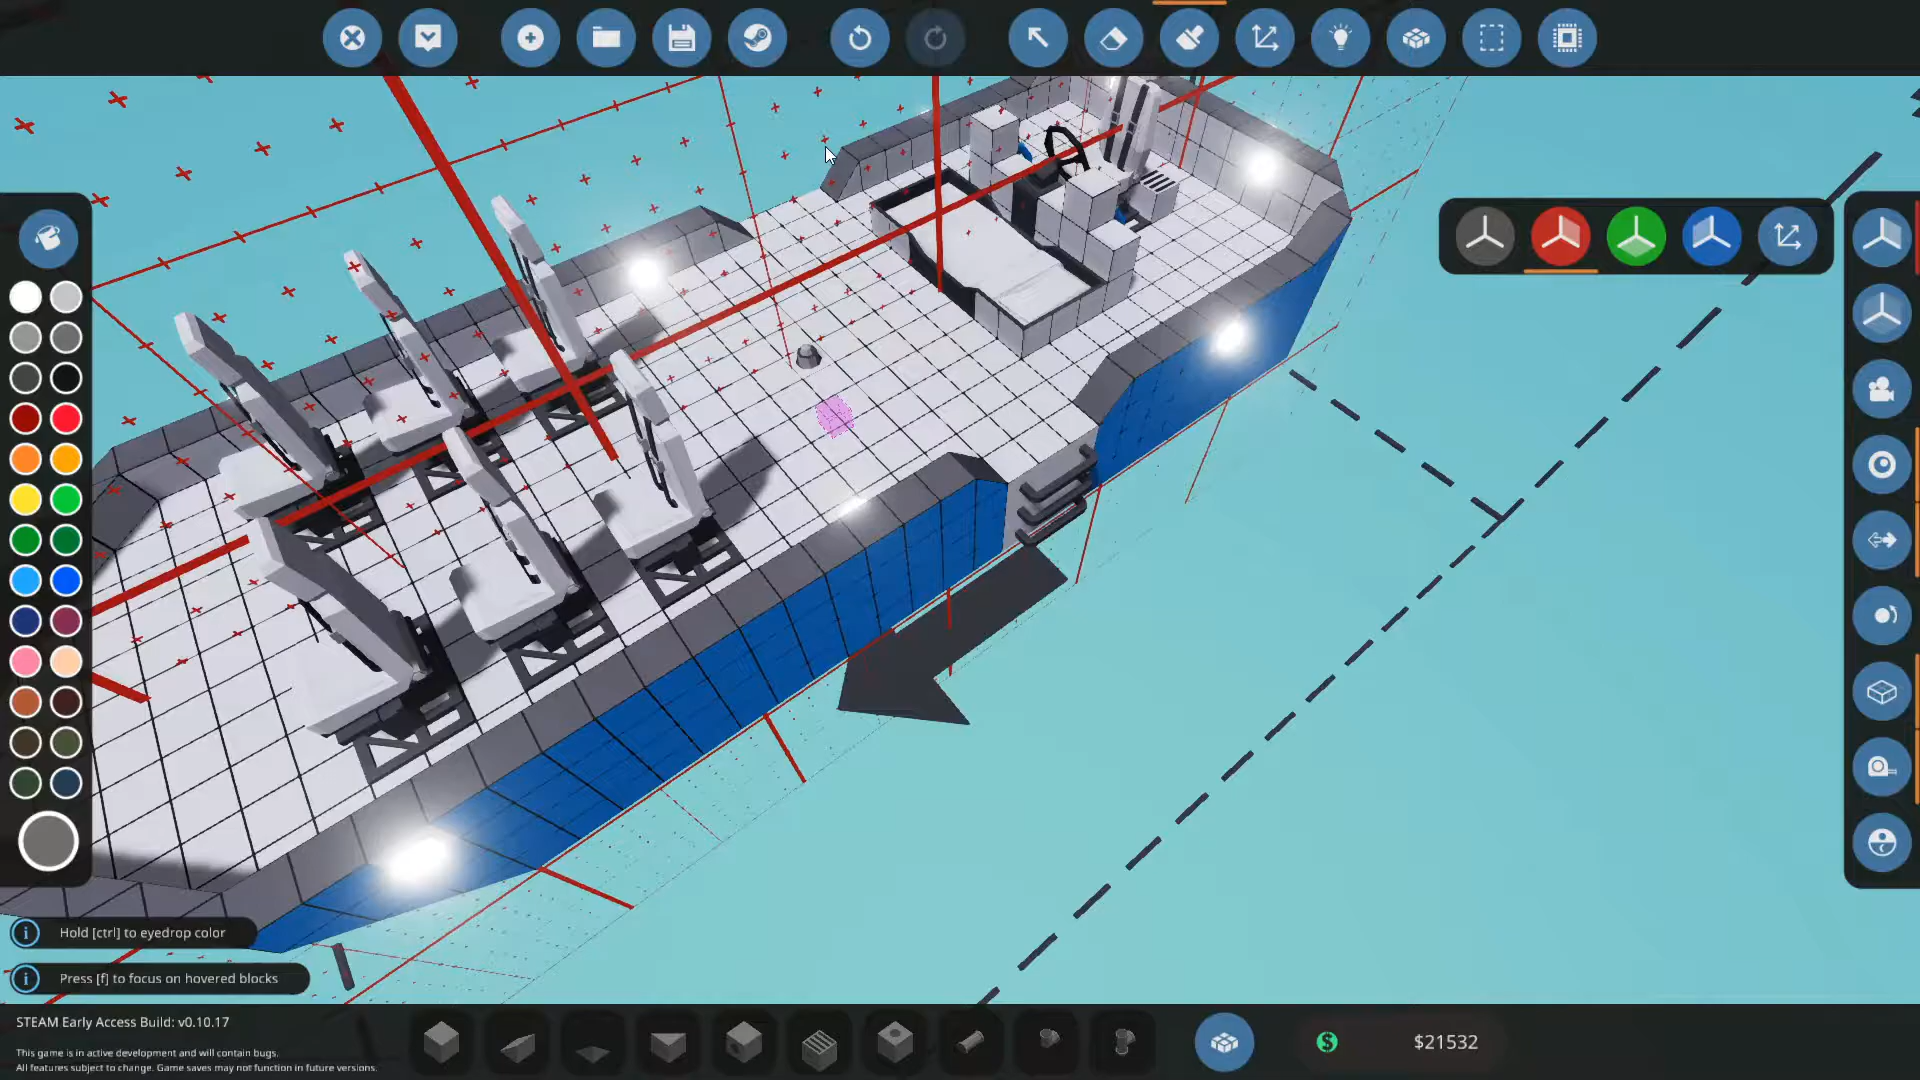 Hold [ctrl] to eyedrop color
Press [f] to focus on hovered blocks
STEAM Early Access Build: v0.10.17
This game is in active development and will contain bugs.
All features subject to change. Game saves may not function in future versions.
$21532